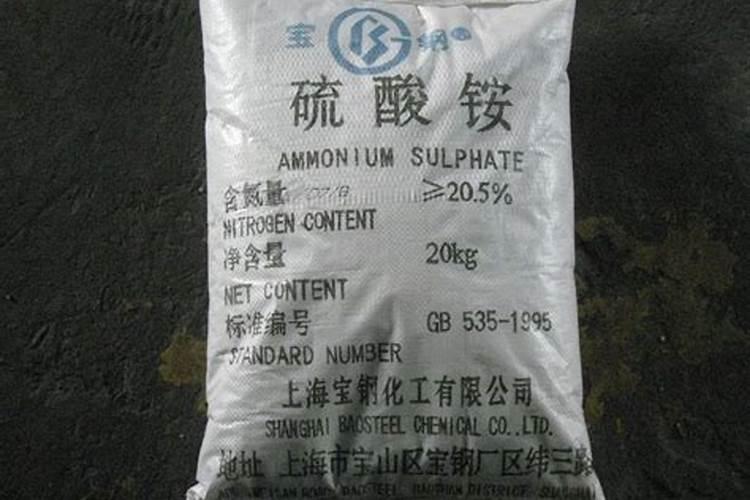 宝 钢®
硫酸铵
AMMONIUM SULPHATE
含氮量 ≥20.5%
NITROGEN CONTENT
净含量 20kg
NET CONTENT
标准编号 GB 535-1995
STANDARD NUMBER
上海宝钢化工有限公司
SHANGHAI BAOSTEEL CHEMICAL CO.,LTD.
地址 上海市宝山区宝钢厂区纬三路